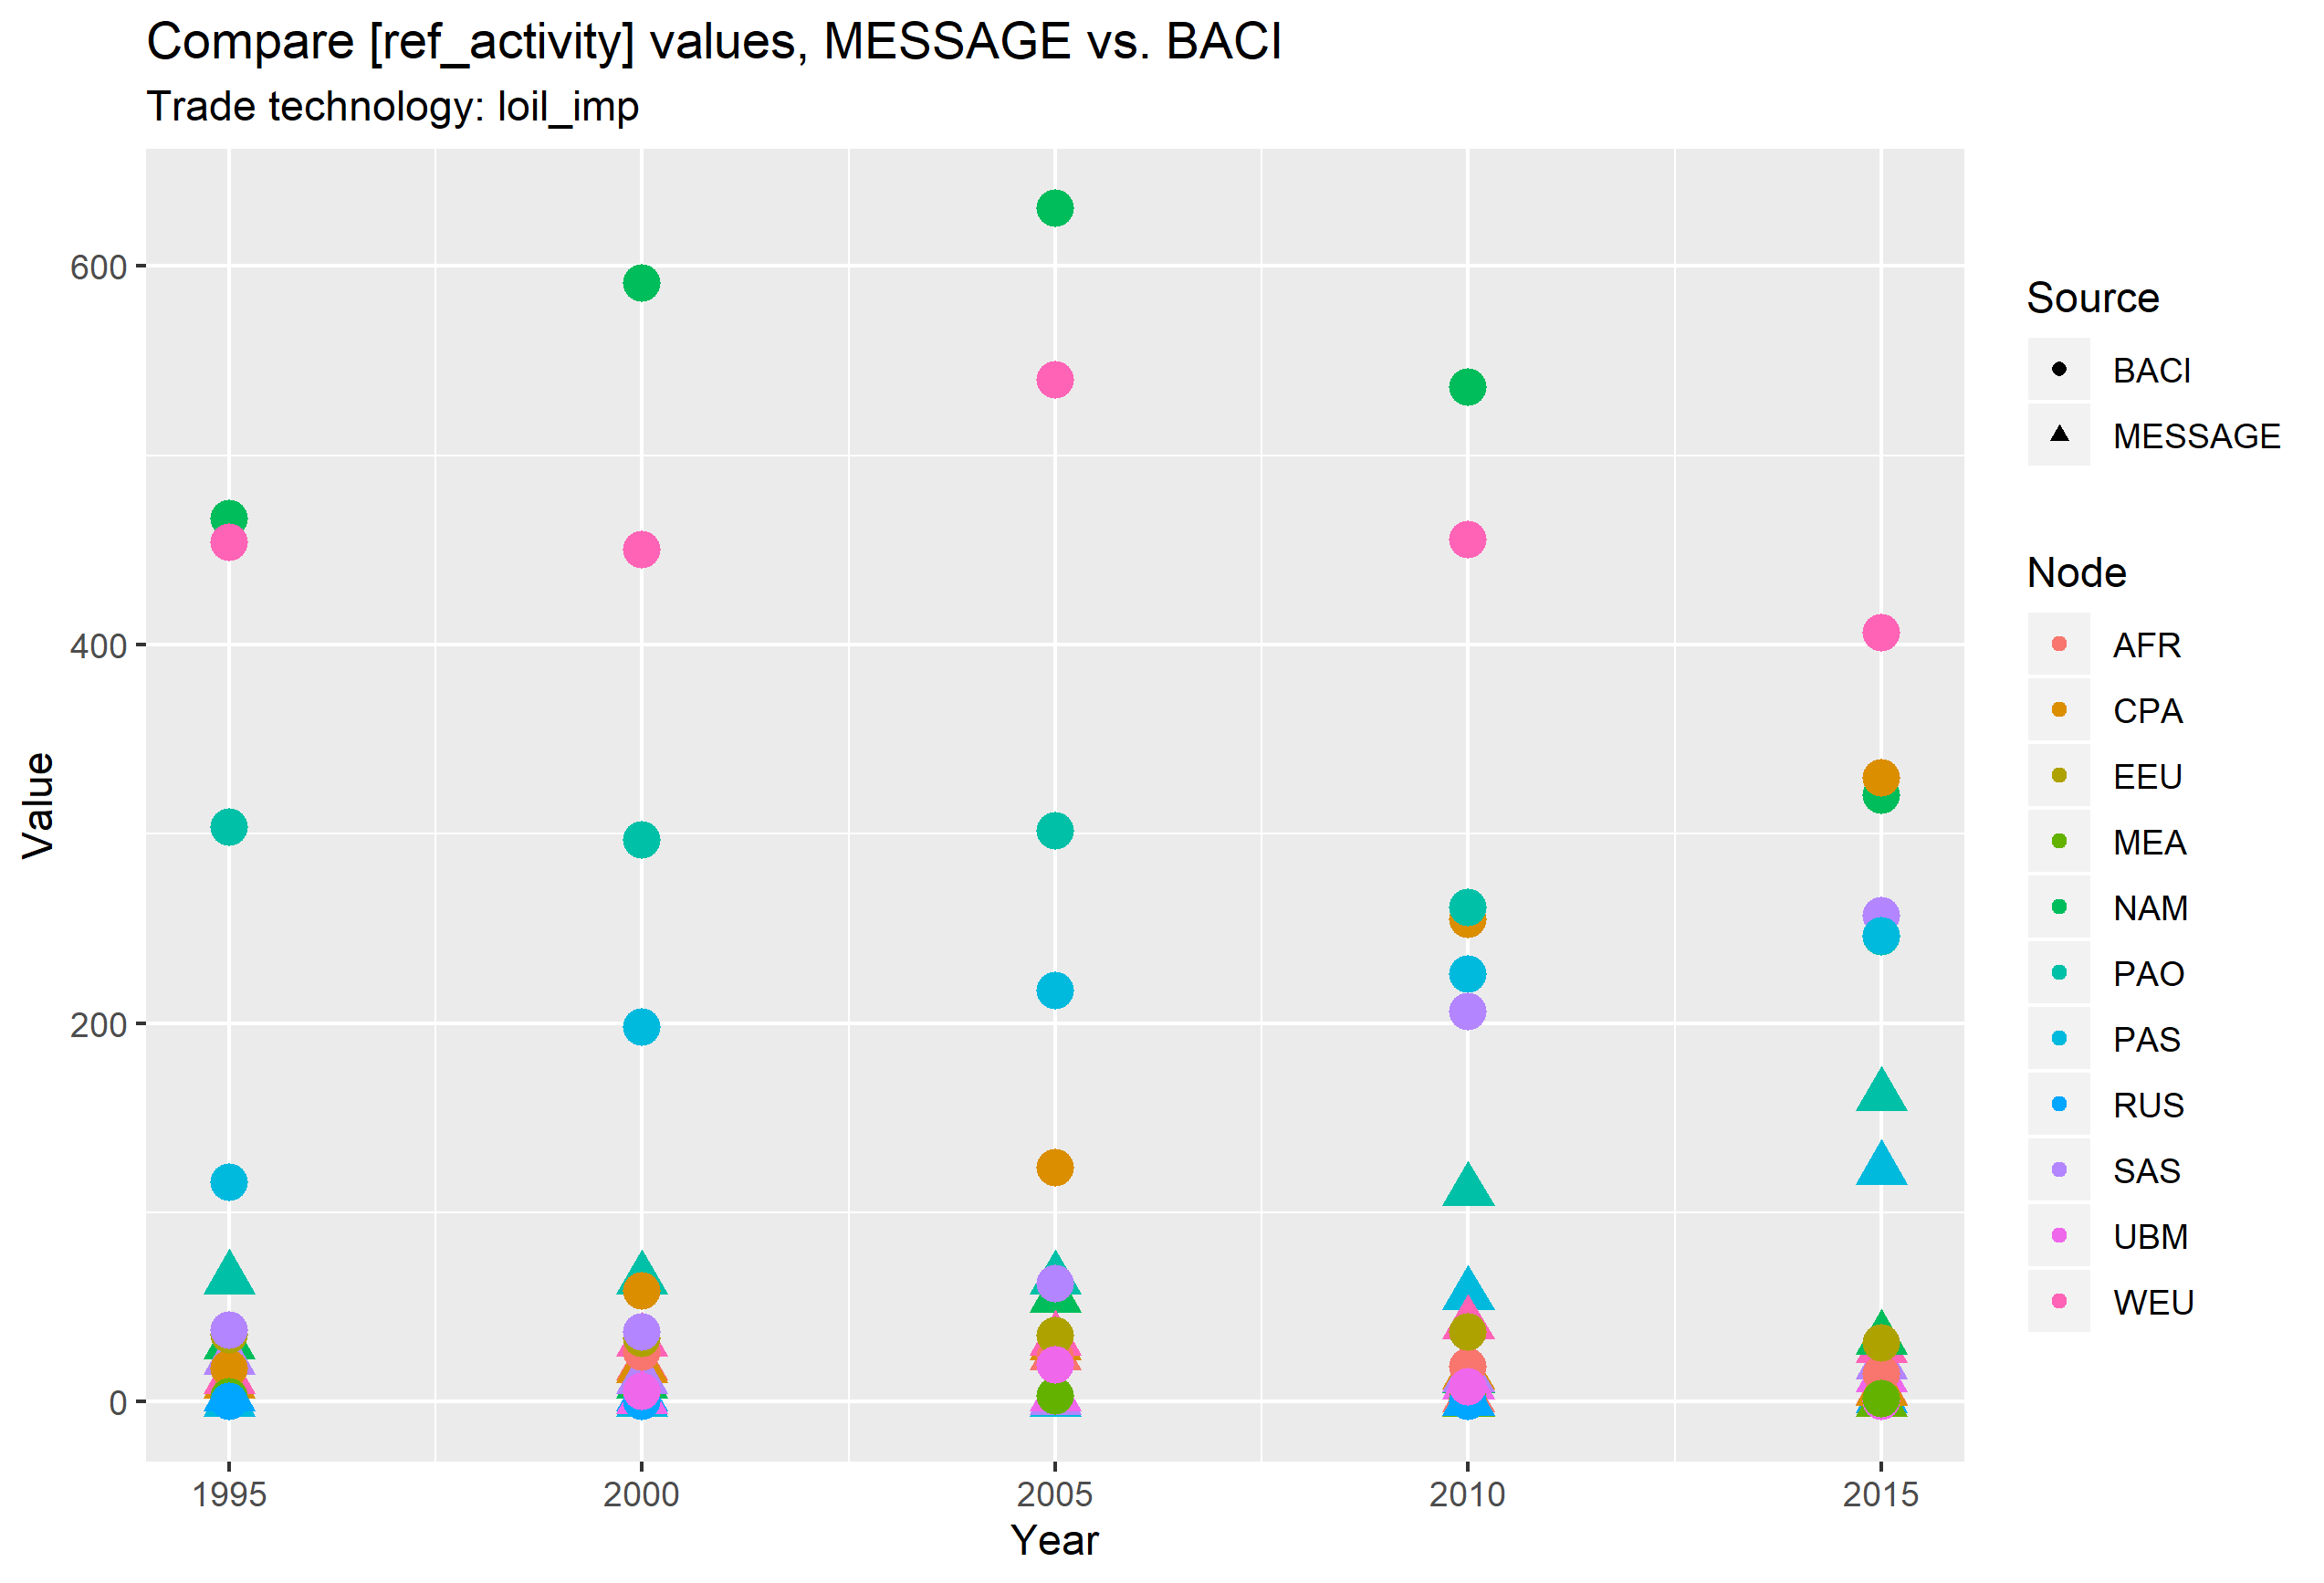 Compare [ref_activity] values, MESSAGE vs. BACI
Trade technology: loil_imp
Value
600
400
200
0
1995
2000
2005
2010
2015
Year
Source
BACI
MESSAGE
Node
AFR
CPA
EEU
MEA
NAM
PAO
PAS
RUS
SAS
UBM
WEU